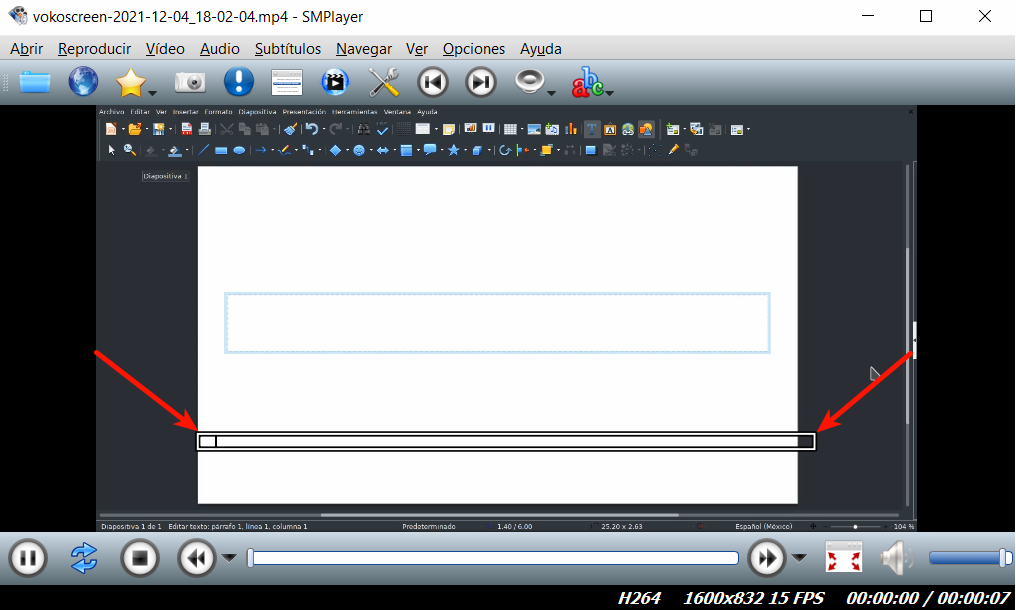 vokoscreen-2021-12-04_18-02-04.mp4 - SMPlayer
Abrir Reproducir Vídeo Audio Subtítulos Navegar Ver Opciones Ayuda
abc
Archivo Editar Ver Insertar Formato Diapositiva Presentación Herramientas Ventana Ayuda
Diapositiva 1
Diapositiva 1 de 1 Editar texto: párrafo 1, línea 1, columna 1 Predeterminado 1.40 / 6.00 25.20 x 2.63 Español (México) 104 %
H264 1600x832 15 FPS 00:00:00 / 00:00:07